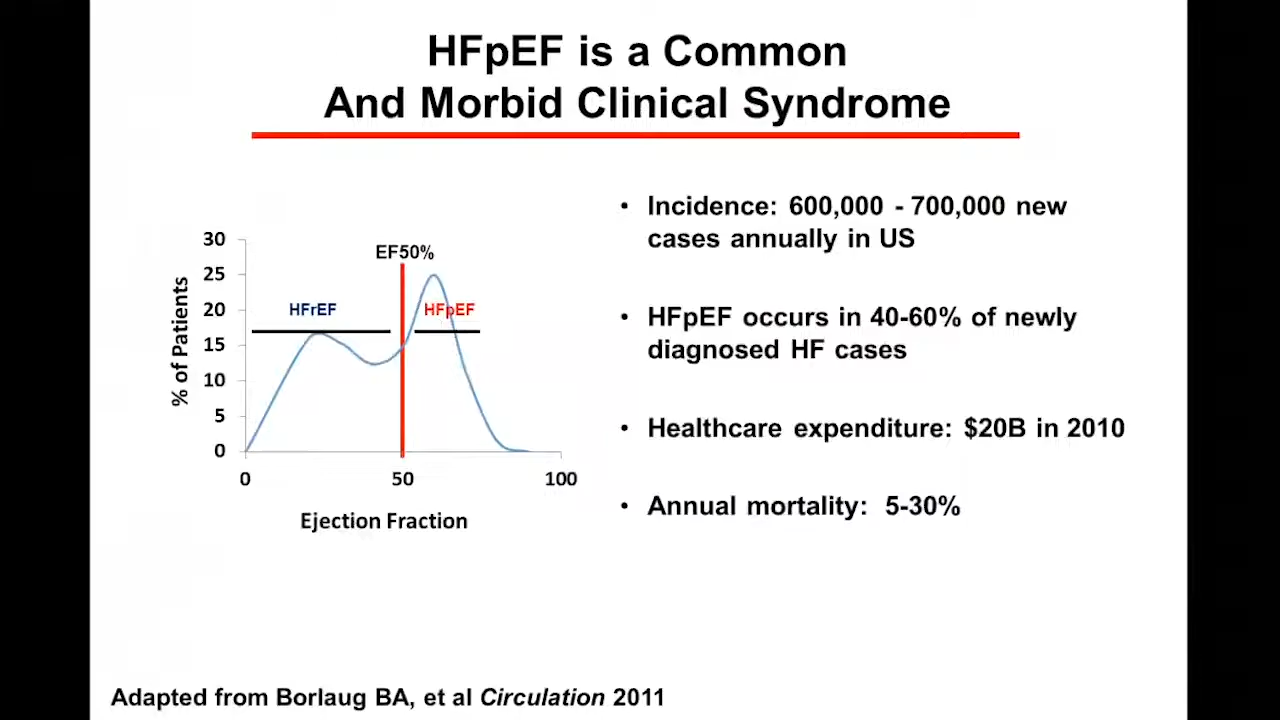 HFpEF is a Common
And Morbid Clinical Syndrome
30
25
20
15
10
5
0
% of Patients
EF50%
HFrEF
HFpEF
0 50 100
Ejection Fraction
• Incidence: 600,000 - 700,000 new
cases annually in US
• HFpEF occurs in 40-60% of newly
diagnosed HF cases
• Healthcare expenditure: $20B in 2010
• Annual mortality: 5-30%
Adapted from Borlaug BA, et al Circulation 2011